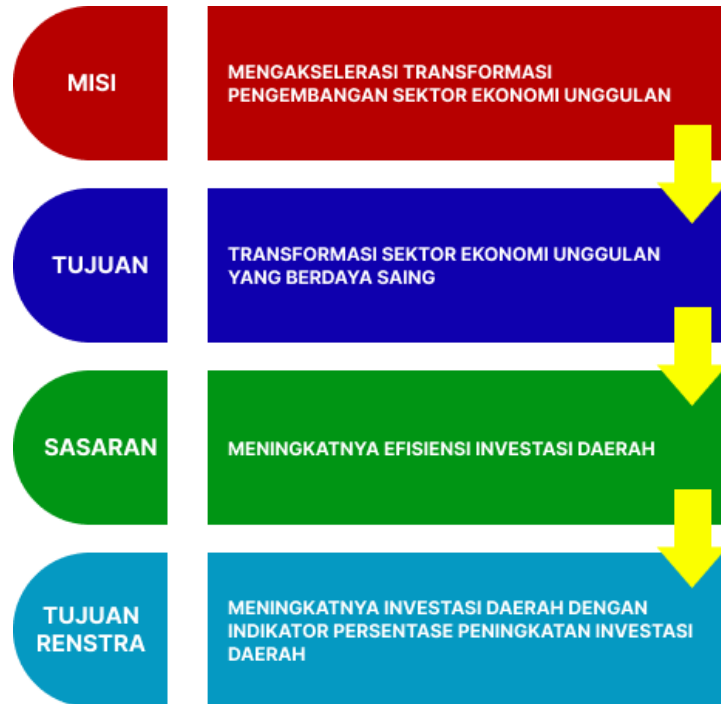 MISI
MENGAKSELERASI TRANSFORMASI
PENGEMBANGAN SEKTOR EKONOMI UNGGULAN
TUJUAN
TRANSFORMASI SEKTOR EKONOMI UNGGULAN
YANG BERDAYA SAING
SASARAN
MENINGKATNYA EFISIENSI INVESTASI DAERAH
TUJUAN
RENSTRA
MENINGKATNYA INVESTASI DAERAH DENGAN
INDIKATOR PERSENTASE PENINGKATAN INVESTASI
DAERAH